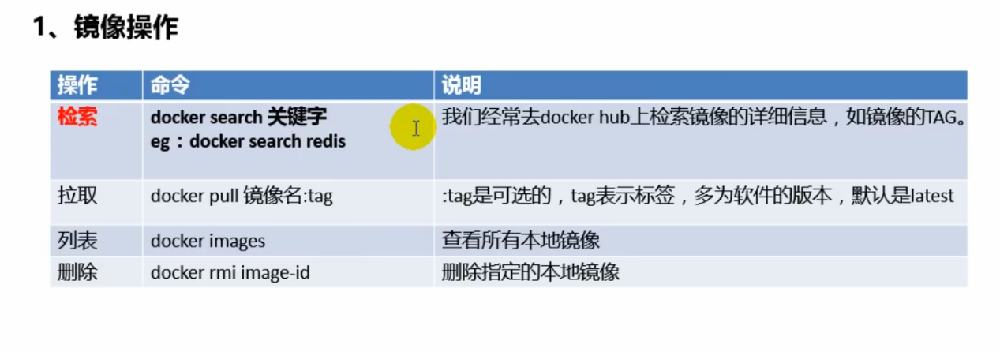 1、镜像操作
操作 命令 说明
检索 docker search 关键字 我们经常去docker hub上检索镜像的详细信息，如镜像的TAG。
eg：docker search redis
拉取 docker pull 镜像名:tag :tag是可选的，tag表示标签，多为软件的版本，默认是latest
列表 docker images 查看所有本地镜像
删除 docker rmi image-id 删除指定的本地镜像